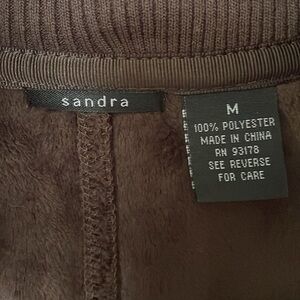 sandra
M
100% POLYESTER
MADE IN CHINA
RN 93178
SEE REVERSE
FOR CARE